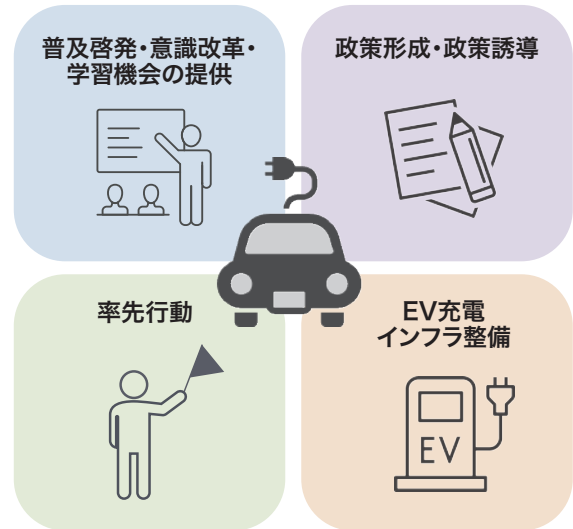 普及啓発・意識改革・
学習機会の提供
政策形成・政策誘導
率先行動
EV充電
インフラ整備
EV